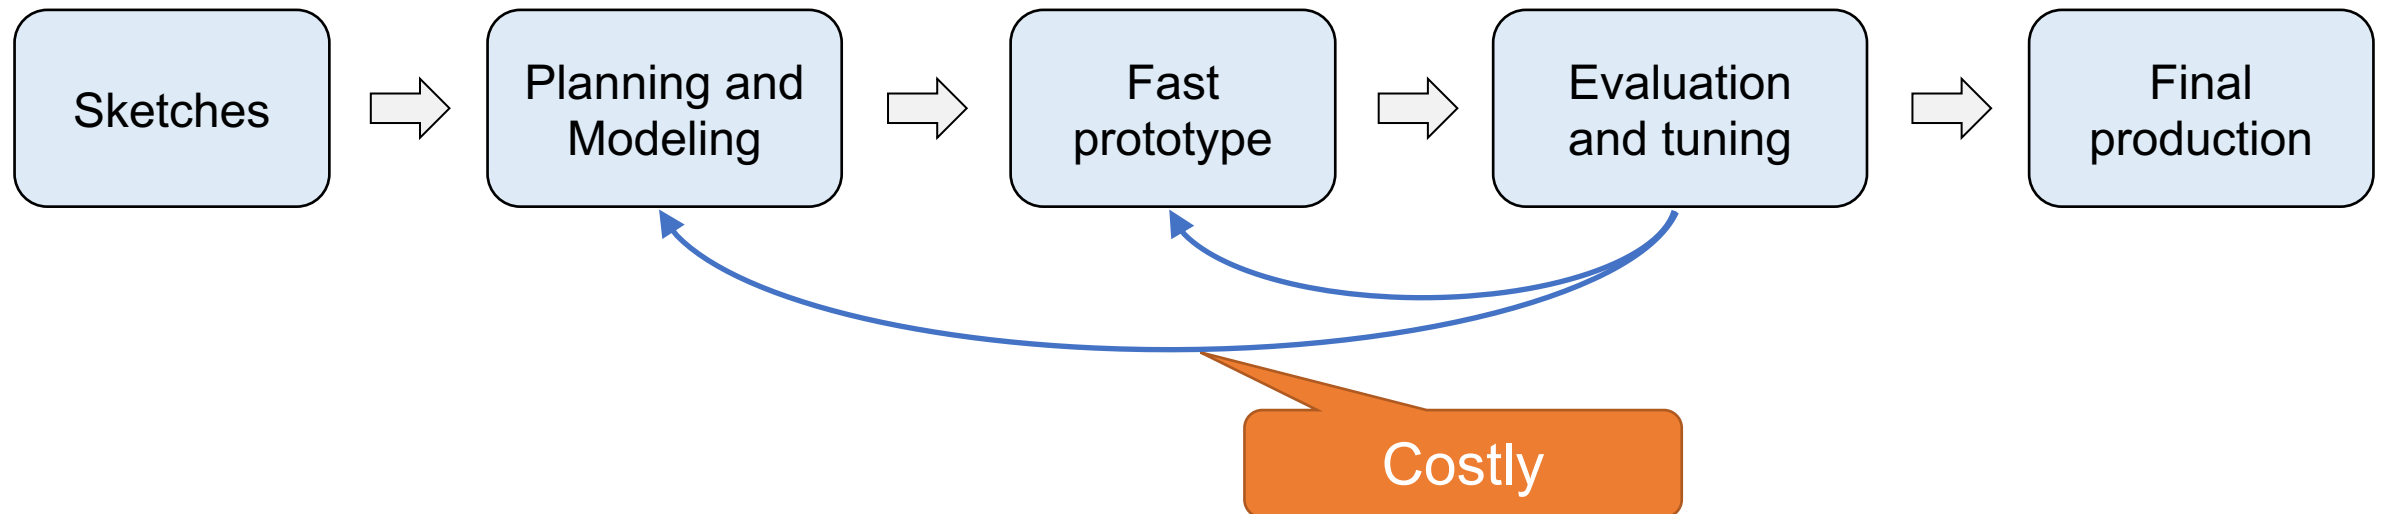 Sketches
Planning and
Modeling
Fast
prototype
Evaluation
and tuning
Final
production
Costly